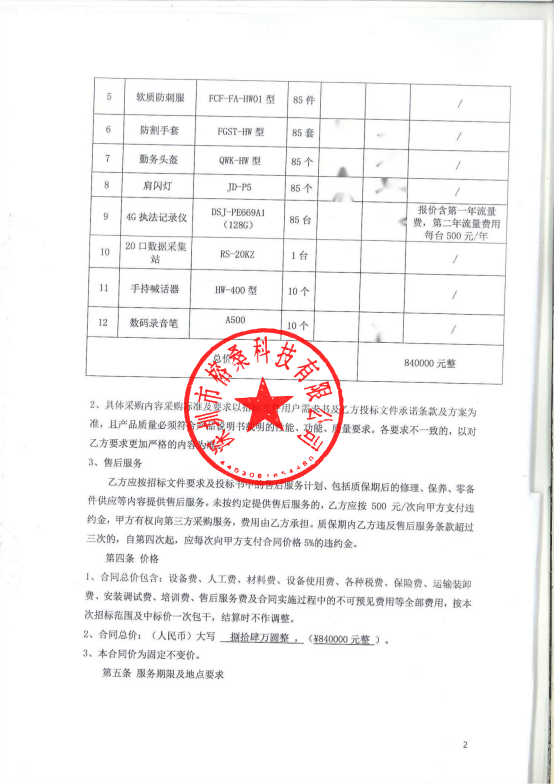 5 软质防刺服 FCF-FA-HW01 型 85 件 /
6 防割手套 FGST-HW 型 85 套 /
7 勤务头盔 QWK-HW 型 85 个 /
8 肩闪灯 JD-P5 85 个 /
9 4G 执法记录仪 DSJ-PE669A1（128G） 85 台 报价含第一年流量费，第二年流量费用每台 500 元/年
10 20 口数据采集站 RS-20KZ 1 台 /
11 手持喊话器 HW-400 型 10 个 /
12 数码录音笔 A500 10 个 /
总价 840000 元整
深圳市榕桑科技有限公司
2、具体采购内容采购标准及要求以招标文件用户需求书及乙方投标文件承诺条款及方案为
准，且产品质量必须符合产品说明书载明的性能、功能、质量要求。各要求不一致的，以对
乙方要求更加严格的内容为准。
3、售后服务
乙方应按招标文件要求及投标书中的售后服务计划、包括质保期后的修理、保养、零备
件供应等内容提供售后服务。未按约定提供售后服务的，乙方应按 500 元/次向甲方支付违
约金，甲方有权向第三方采购服务，费用由乙方承担。质保期内乙方违反售后服务条款超过
三次的，自第四次起，应每次向甲方支付合同价格 5%的违约金。
第四条 价格
1、合同总价包含：设备费、人工费、材料费、设备使用费、各种税费、保险费、运输装卸
费、安装调试费、培训费、售后服务费及合同实施过程中的不可预见费用等全部费用，按本
次招标范围及中标价一次包干，结算时不作调整。
2、合同总价：（人民币）大写 捌拾肆万圆整 ，（¥840000 元整 ）。
3、本合同价为固定不变价。
第五条 服务期限及地点要求
2